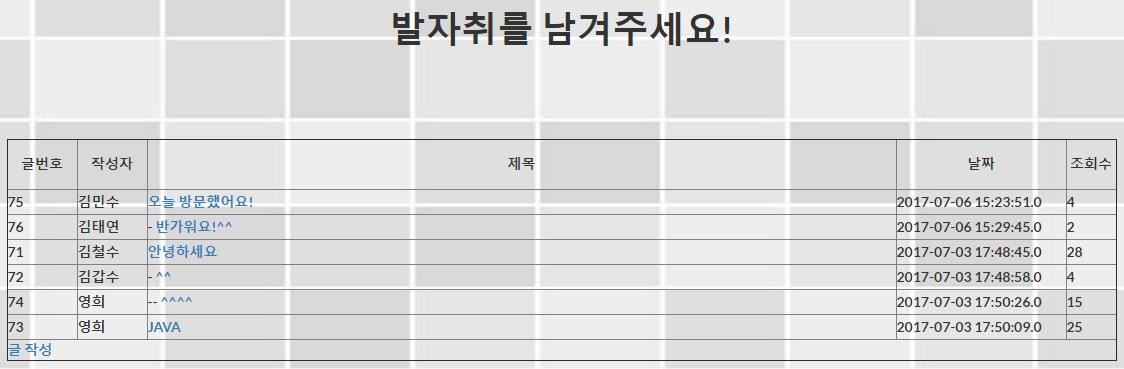 발자취를 남겨주세요!
글번호 작성자 제목 날짜 조회수
75 김민수 오늘 방문했어요! 2017-07-06 15:23:51.0 4
76 김태연 - 반가워요!^^ 2017-07-06 15:29:45.0 2
71 김철수 안녕하세요 2017-07-03 17:48:45.0 28
72 김갑수 - ^^ 2017-07-03 17:48:58.0 4
74 영희 -- ^^^^ 2017-07-03 17:50:26.0 15
73 영희 JAVA 2017-07-03 17:50:09.0 25
글 작성